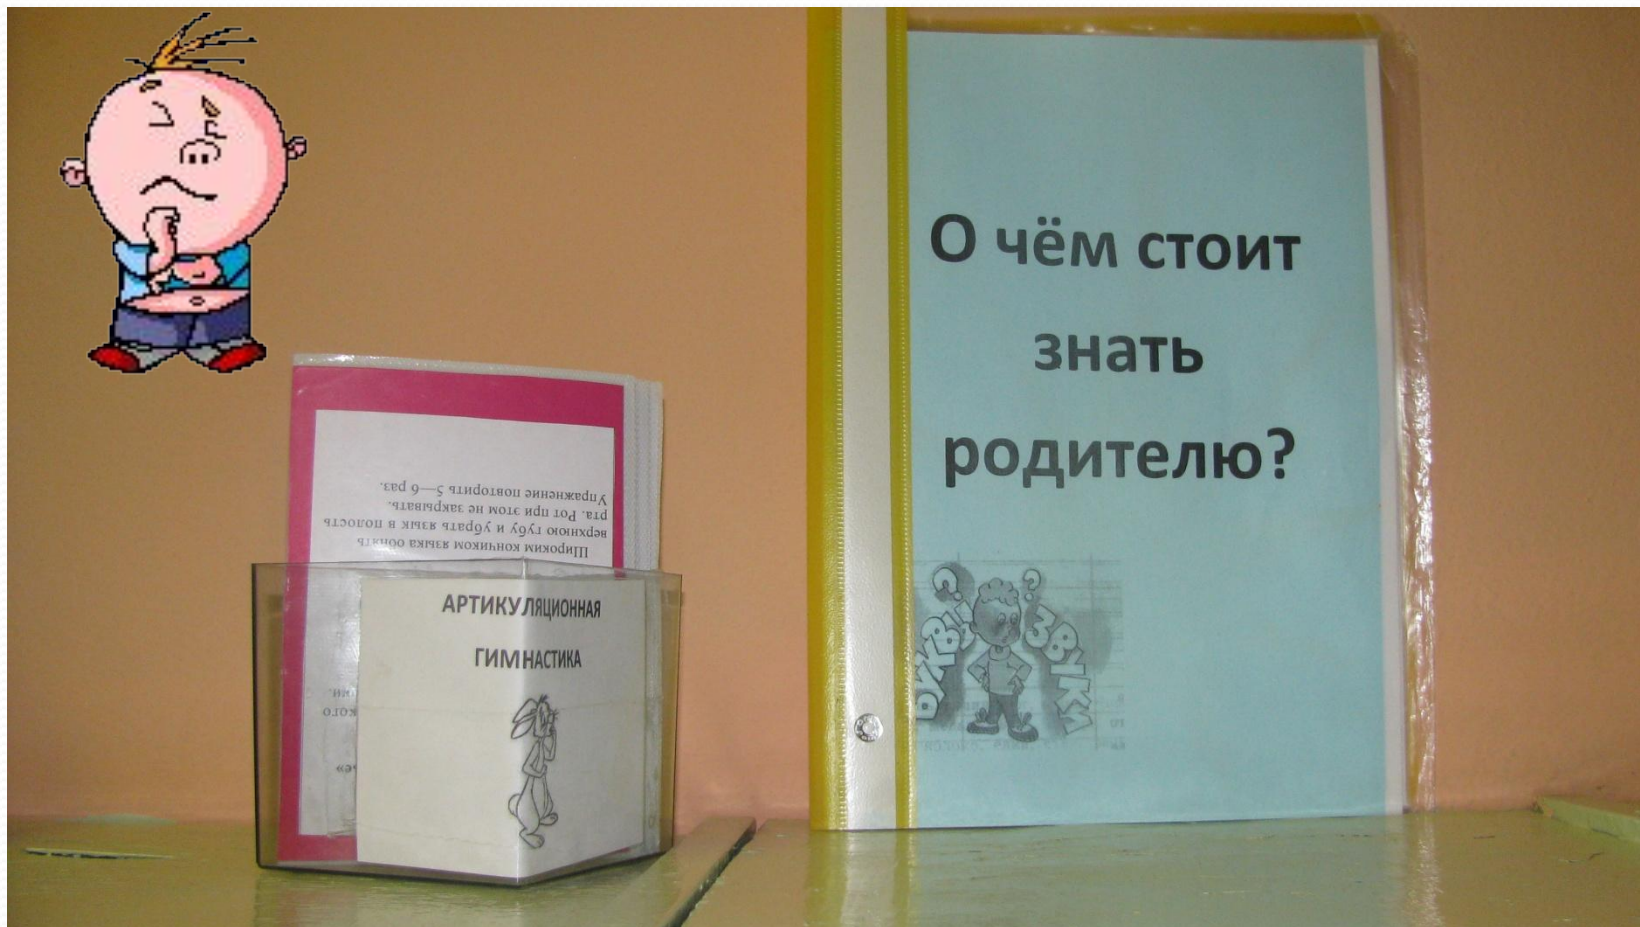 О чём стоит
знать
родителю?
БУКВЫ
ЗВУКИ
Широким кончиком языка обнять
верхнюю губу и убрать язык в полость
рта. Рот при этом не закрывать.
Упражнение повторить 5—6 раз.
АРТИКУЛЯЦИОННАЯ
ГИМНАСТИКА